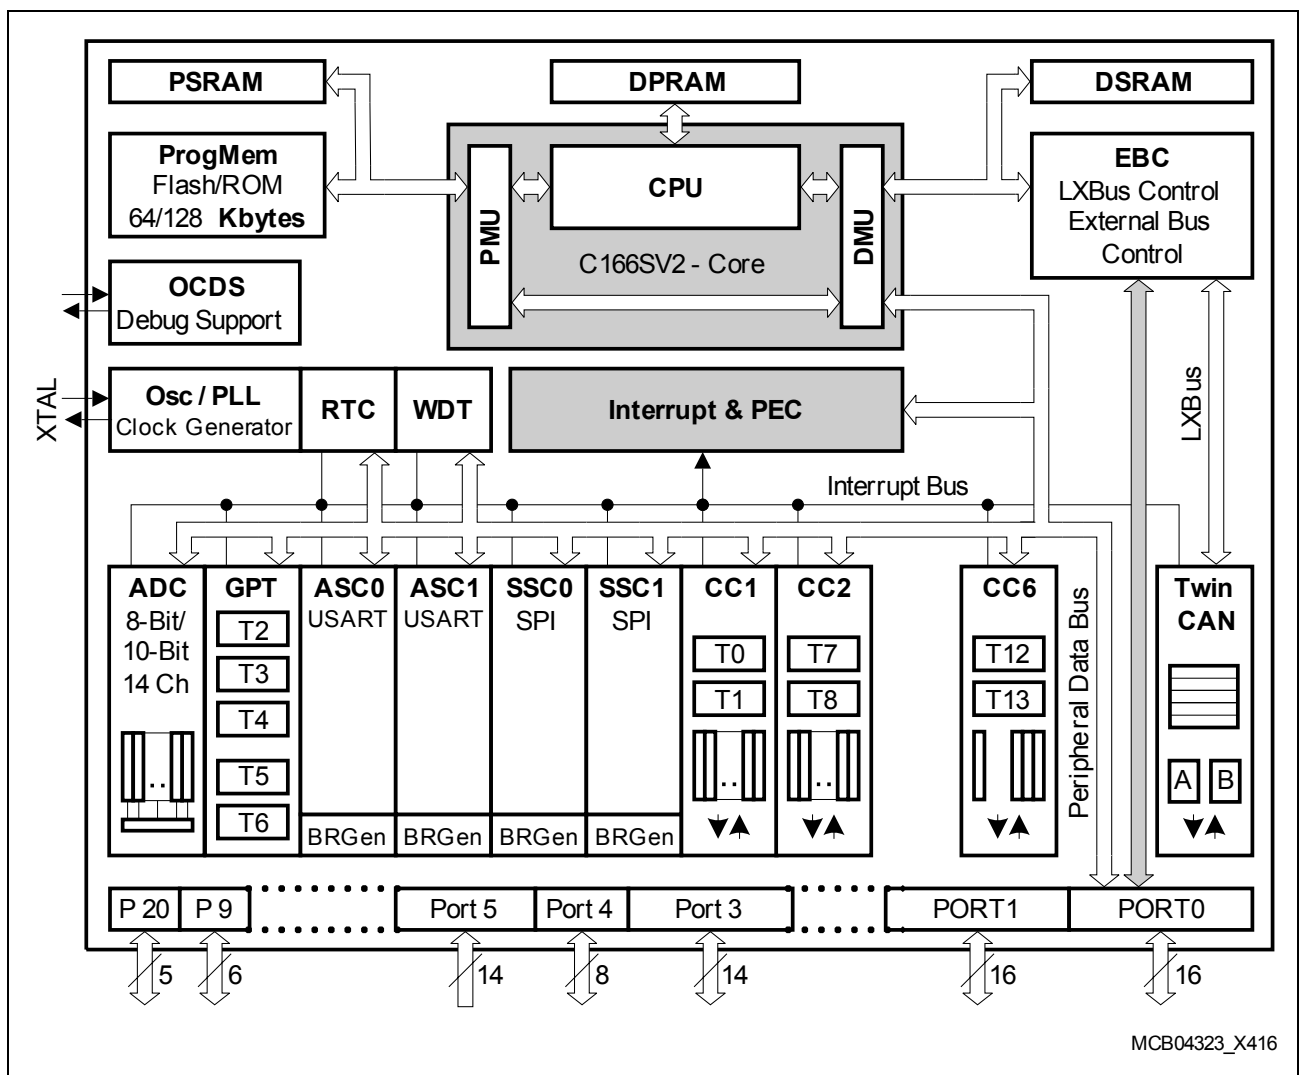 PSRAM
DPRAM
DSRAM
ProgMem
Flash/ROM
64/128 Kbytes
PMU
CPU
DMU
C166SV2 - Core
EBC
LXBus Control
External Bus
Control
OCDS
Debug Support
XTAL
Osc / PLL
Clock Generator
RTC
WDT
Interrupt & PEC
LXBus
Interrupt Bus
ADC
8-Bit/
10-Bit
14 Ch
GPT
T2
T3
T4
T5
T6
ASC0
USART
BRGen
ASC1
USART
BRGen
SSC0
SPI
BRGen
SSC1
SPI
BRGen
CC1
T0
T1
CC2
T7
T8
CC6
T12
T13
Peripheral Data Bus
Twin
CAN
A
B
P 20
P 9
Port 5
Port 4
Port 3
PORT1
PORT0
5
6
14
8
14
16
16
MCB04323_X416